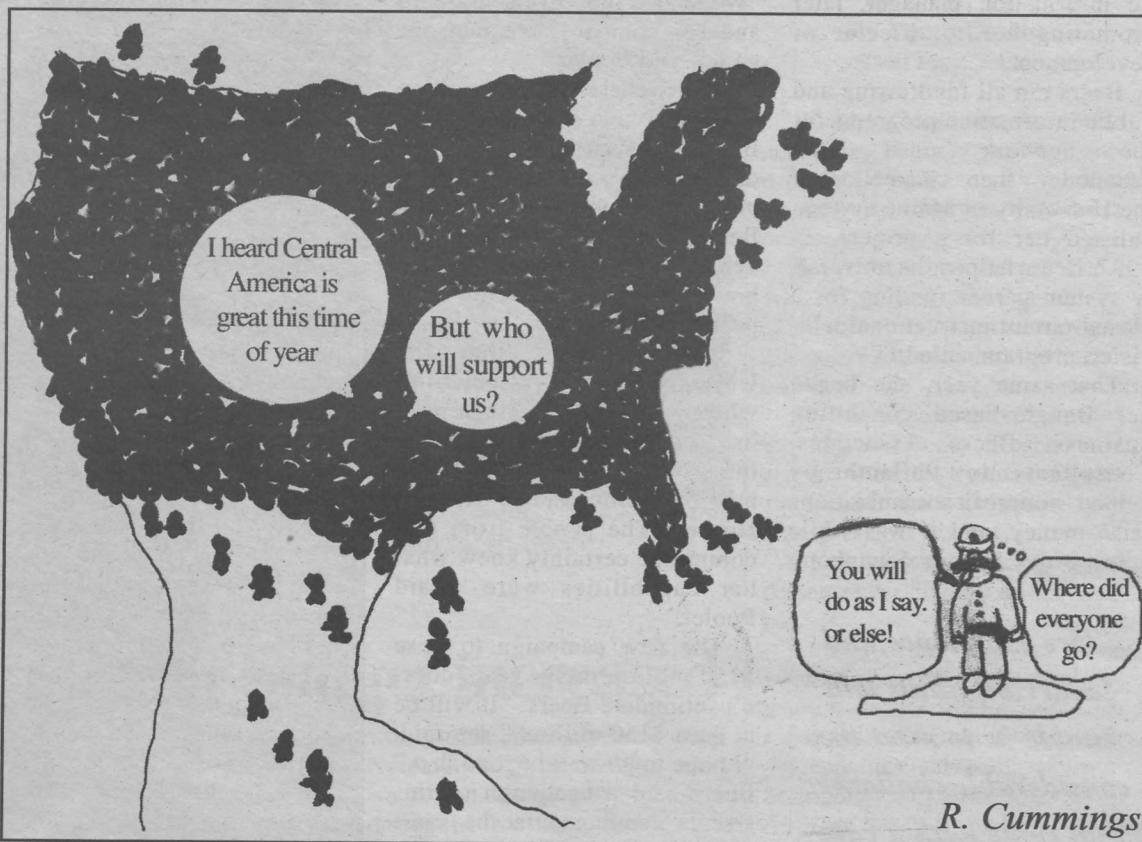 I heard Central
America is
great this time
of year
But who
will support
us?
You will
do as I say.
or else!
Where did
everyone
go?
R. Cummings